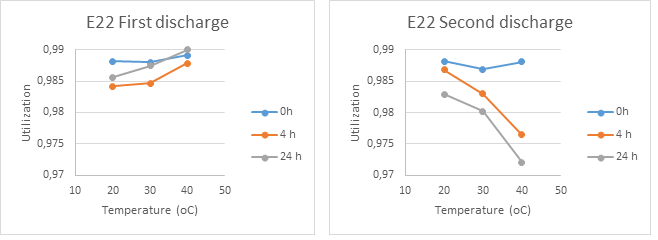 E22 First discharge
0,99
0,985
0,98
0,975
0,97
Utilization
10 20 30 40 50
Temperature (oC)
0h
4 h
24 h
E22 Second discharge
0,99
0,985
0,98
0,975
0,97
Utilization
10 20 30 40 50
Temperature (oC)
0h
4 h
24 h